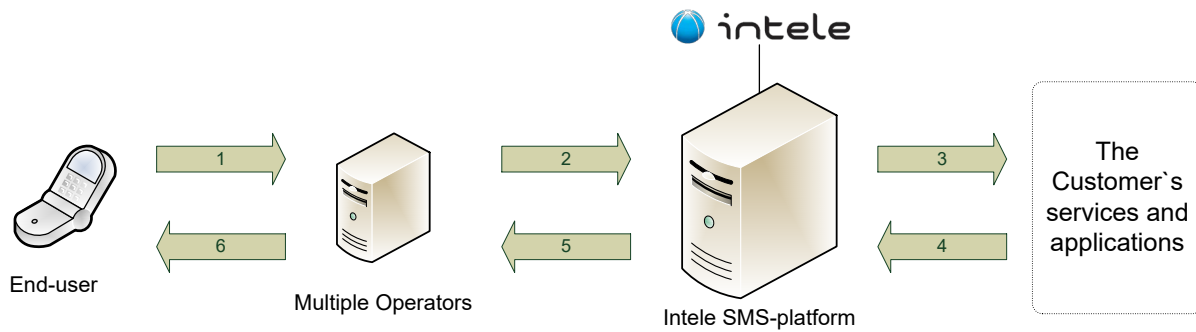 intele
1
2
3
The
Customer`s
services and
applications
6
5
4
End-user
Multiple Operators
Intele SMS-platform